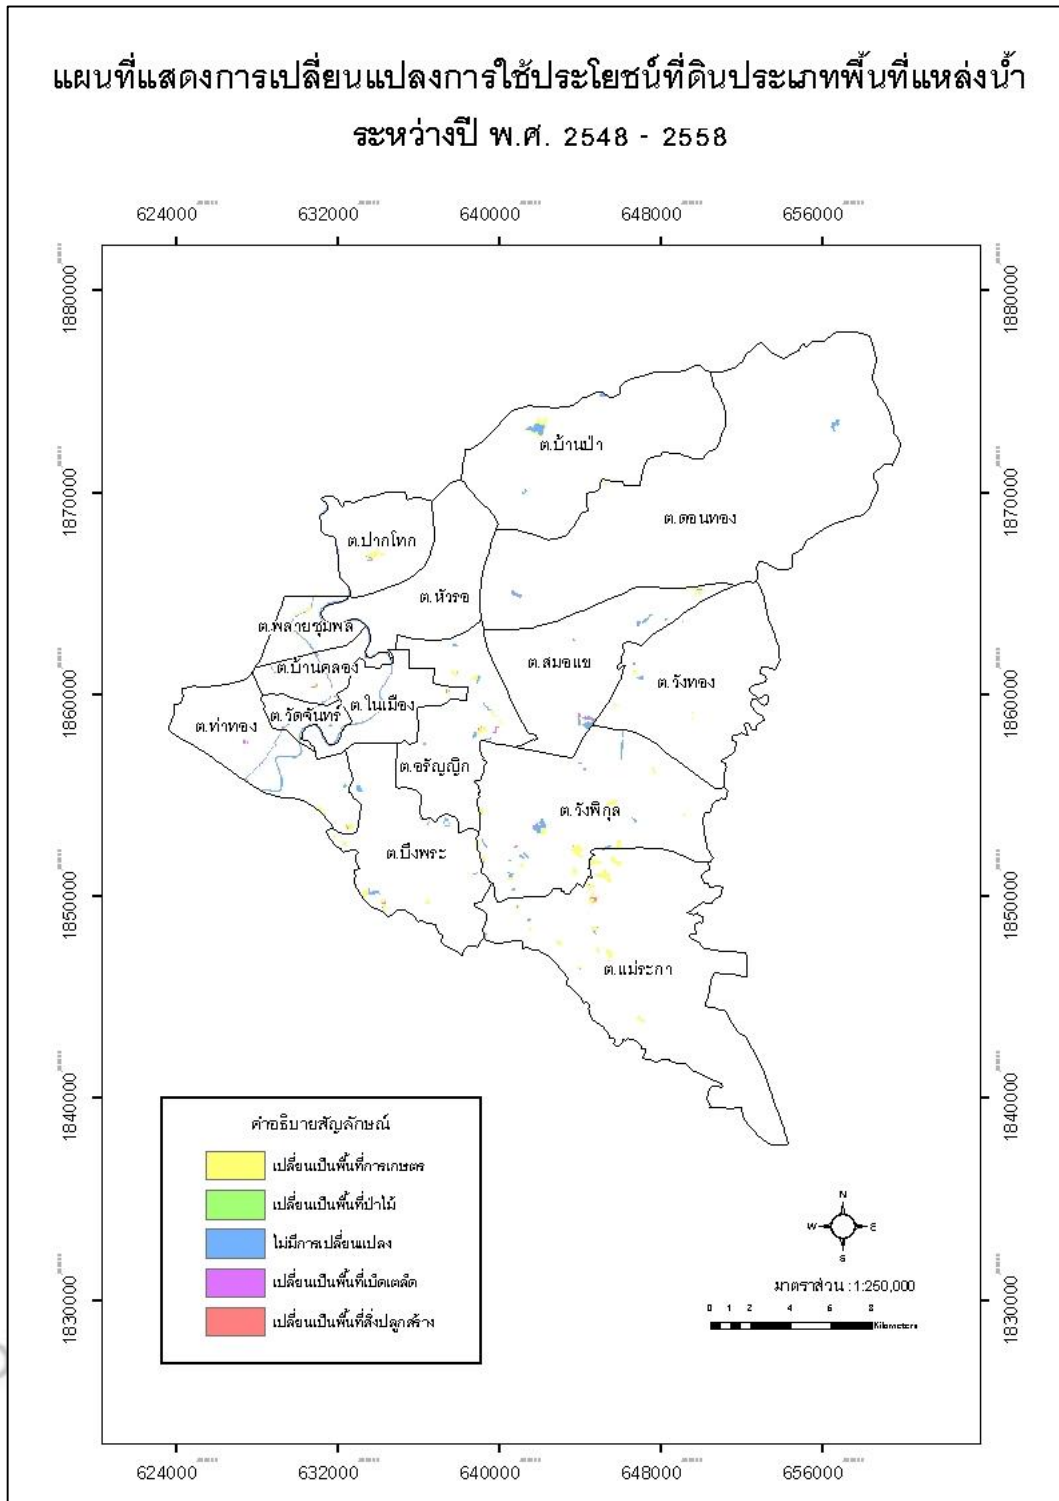 แผนที่แสดงการเปลี่ยนแปลงการใช้ประโยชน์ที่ดินประเภทพื้นที่แหล่งน้ำ
ระหว่างปี พ.ศ. 2548 - 2558
624000 632000 640000 648000 656000
1880000 1880000
ต.บ้านป่า
1870000 1870000
ต.ดอนทอง
ต.ปากโทก
ต.หัวรอ
ต.พลายชุมพล
ต.บ้านคลอง
ต.สมอแข
ต.วังทอง
1860000 1860000
ต.ท่าทอง
ต.วัดจันทร์
ต.ในเมือง
ต.อรัญญิก
ต.วังพิกุล
ต.บึงพระ
1850000 1850000
ต.แม่ระกา
1840000 1840000
คำอธิบายสัญลักษณ์
เปลี่ยนเป็นพื้นที่การเกษตร
เปลี่ยนเป็นพื้นที่ป่าไม้
ไม่มีการเปลี่ยนแปลง
เปลี่ยนเป็นพื้นที่เบ็ดเตล็ด
เปลี่ยนเป็นพื้นที่สิ่งปลูกสร้าง
N
W E
S
มาตราส่วน :1:250,000
0 1 2 4 6 8
Kilometers
1830000 1830000
624000 632000 640000 648000 656000